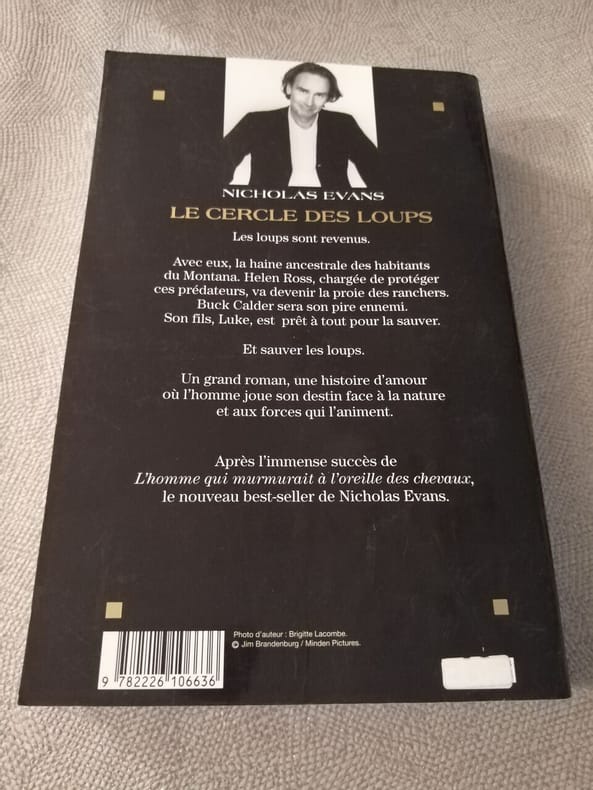 NICHOLAS EVANS
LE CERCLE DES LOUPS
Les loups sont revenus.
Avec eux, la haine ancestrale des habitants
du Montana. Helen Ross, chargée de protéger
ces prédateurs, va devenir la proie des ranchers.
Buck Calder sera son pire ennemi.
Son fils, Luke, est prêt à tout pour la sauver.
Et sauver les loups.
Un grand roman, une histoire d'amour
où l'homme joue son destin face à la nature
et aux forces qui l'animent.
Après l'immense succès de
L'homme qui murmurait à l'oreille des chevaux,
le nouveau best-seller de Nicholas Evans.
Photo d'auteur : Brigitte Lacombe.
© Jim Brandenburg / Minden Pictures.
9 782226 106636